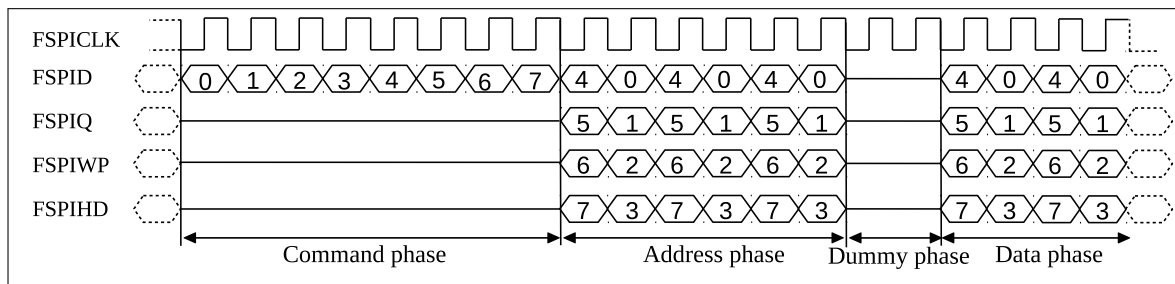 FSPICLK
FSPID 0 1 2 3 4 5 6 7 4 0 4 0 4 0 4 0 4 0
FSPIQ 5 1 5 1 5 1 5 1 5 1
FSPIWP 6 2 6 2 6 2 6 2 6 2
FSPIHD 7 3 7 3 7 3 7 3 7 3
Command phase Address phase Dummy phase Data phase